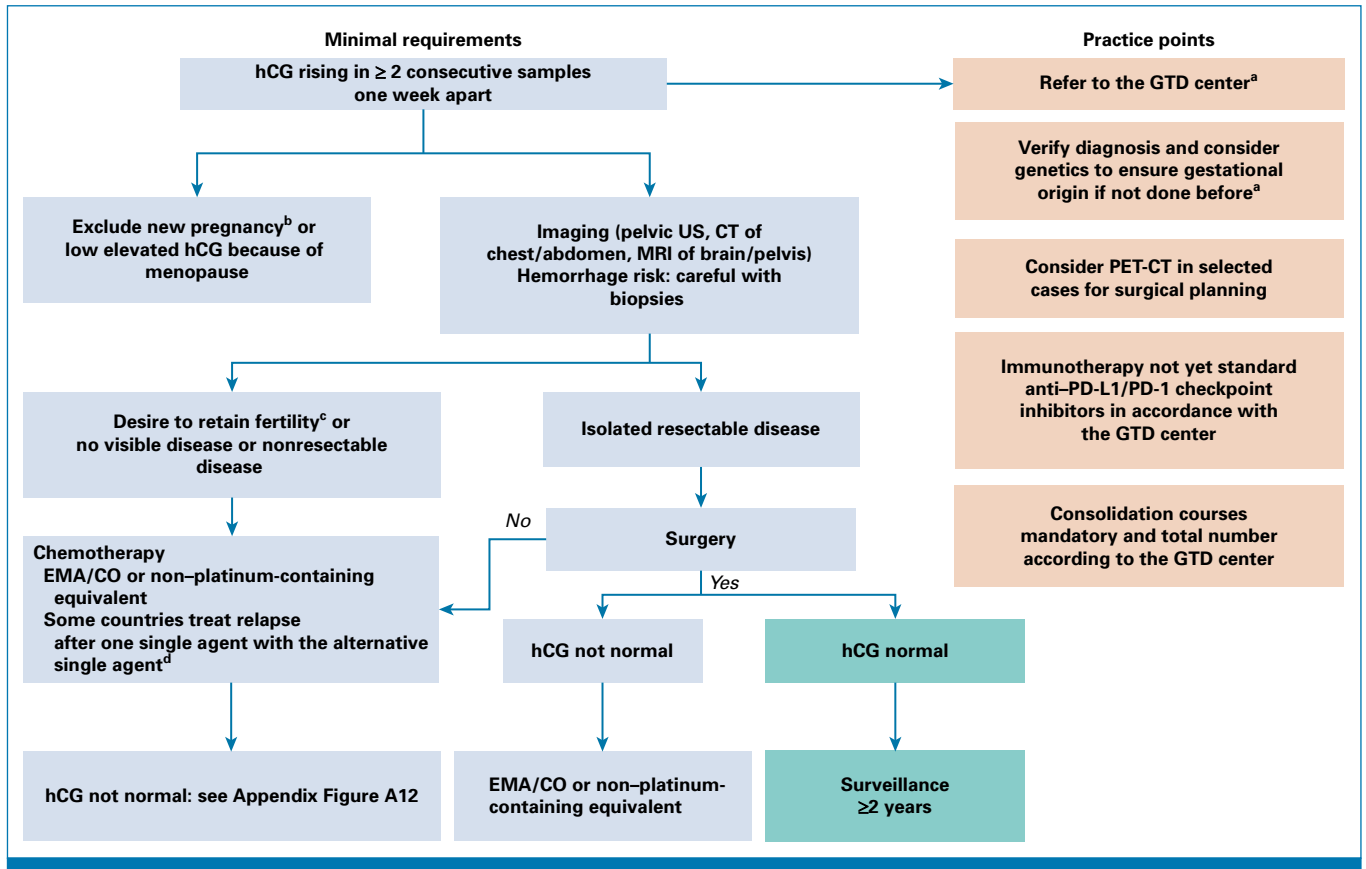 Minimal requirements
hCG rising in ≥ 2 consecutive samples
one week apart
Exclude new pregnancyᵇ or
low elevated hCG because of
menopause
Imaging (pelvic US, CT of
chest/abdomen, MRI of brain/pelvis)
Hemorrhage risk: careful with
biopsies
Desire to retain fertilityᶜ or
no visible disease or nonresectable
disease
Isolated resectable disease
Surgery
No
Yes
Chemotherapy
EMA/CO or non–platinum-containing
equivalent
Some countries treat relapse
after one single agent with the alternative
single agentᵈ
hCG not normal
hCG normal
hCG not normal: see Appendix Figure A12
EMA/CO or non–platinum-
containing equivalent
Surveillance
≥2 years
Practice points
Refer to the GTD centerᵃ
Verify diagnosis and consider
genetics to ensure gestational
origin if not done beforeᵃ
Consider PET-CT in selected
cases for surgical planning
Immunotherapy not yet standard
anti–PD-L1/PD-1 checkpoint
inhibitors in accordance with
the GTD center
Consolidation courses
mandatory and total number
according to the GTD center